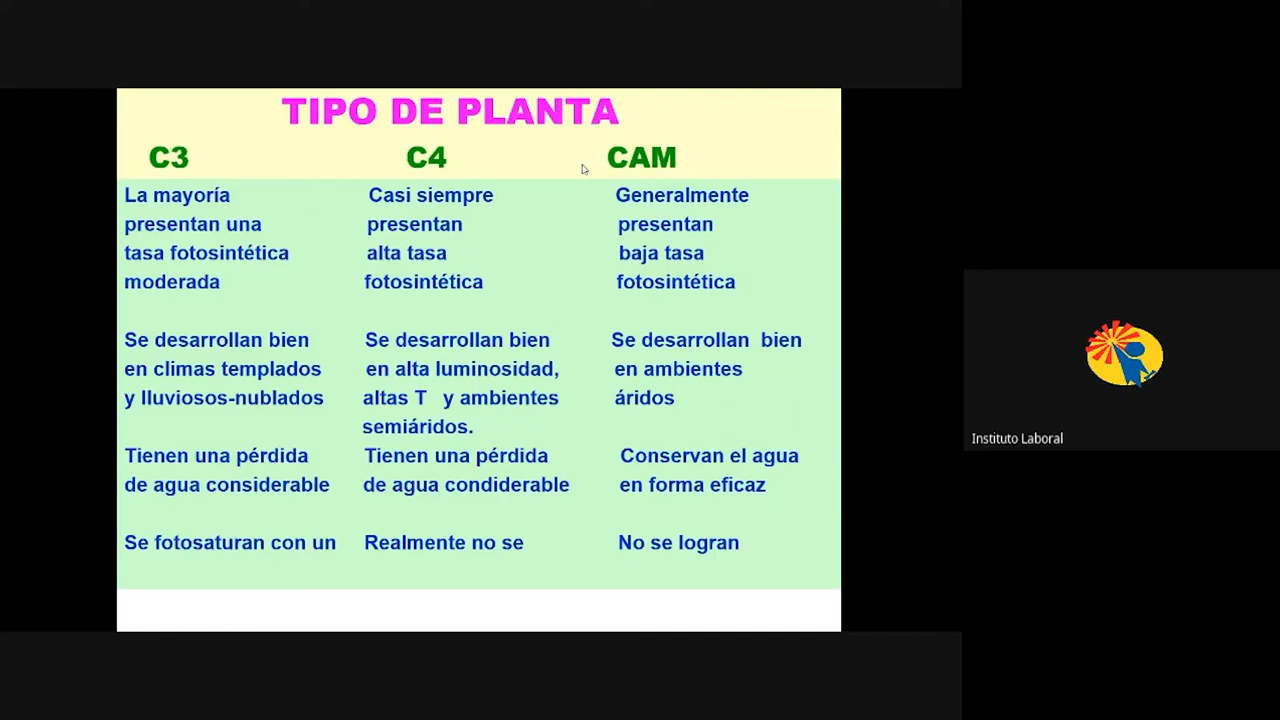 TIPO DE PLANTA
C3 C4 CAM
La mayoría Casi siempre Generalmente
presentan una presentan presentan
tasa fotosintética alta tasa baja tasa
moderada fotosintética fotosintética
Se desarrollan bien Se desarrollan bien Se desarrollan bien
en climas templados en alta luminosidad, en ambientes
y lluviosos-nublados altas T y ambientes áridos
semiáridos.
Tienen una pérdida Tienen una pérdida Conservan el agua
de agua considerable de agua condiderable en forma eficaz
Se fotosaturan con un Realmente no se No se logran
Instituto Laboral